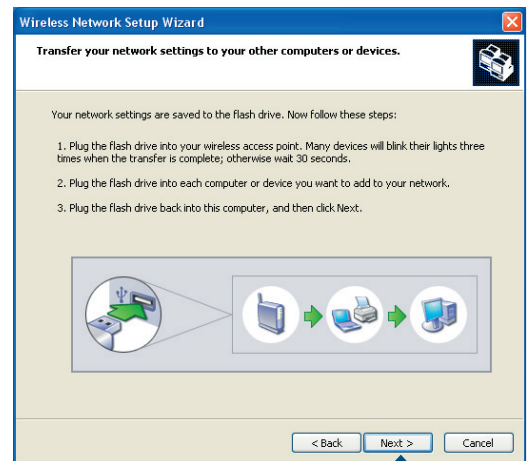 Wireless Network Setup Wizard
Transfer your network settings to your other computers or devices.
Your network settings are saved to the flash drive. Now follow these steps:
1. Plug the flash drive into your wireless access point. Many devices will blink their lights three
times when the transfer is complete; otherwise wait 30 seconds.
2. Plug the flash drive into each computer or device you want to add to your network.
3. Plug the flash drive back into this computer, and then click Next.
< Back Next > Cancel